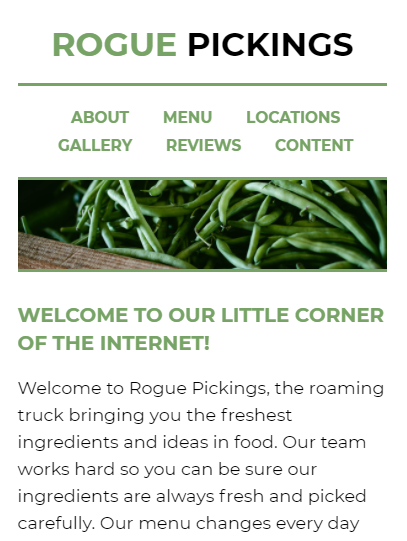 ROGUE PICKINGS
ABOUT MENU LOCATIONS
GALLERY REVIEWS CONTENT
WELCOME TO OUR LITTLE CORNER
OF THE INTERNET!
Welcome to Rogue Pickings, the roaming
truck bringing you the freshest
ingredients and ideas in food. Our team
works hard so you can be sure our
ingredients are always fresh and picked
carefully. Our menu changes every day